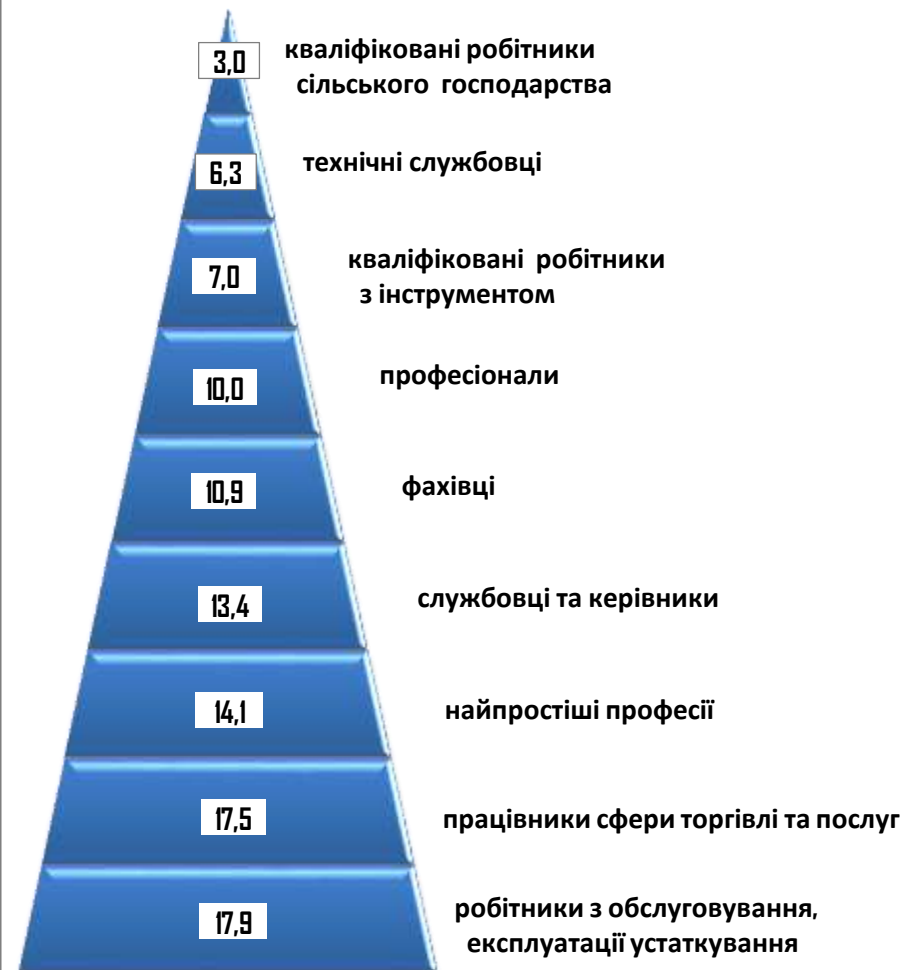 3,0
кваліфіковані робітники
сільського господарства
6,3
технічні службовці
7,0
кваліфіковані робітники
з інструментом
10,0
професіонали
10,9
фахівці
13,4
службовці та керівники
14,1
найпростіші професії
17,5
працівники сфери торгівлі та послуг
17,9
робітники з обслуговування,
експлуатації устаткування